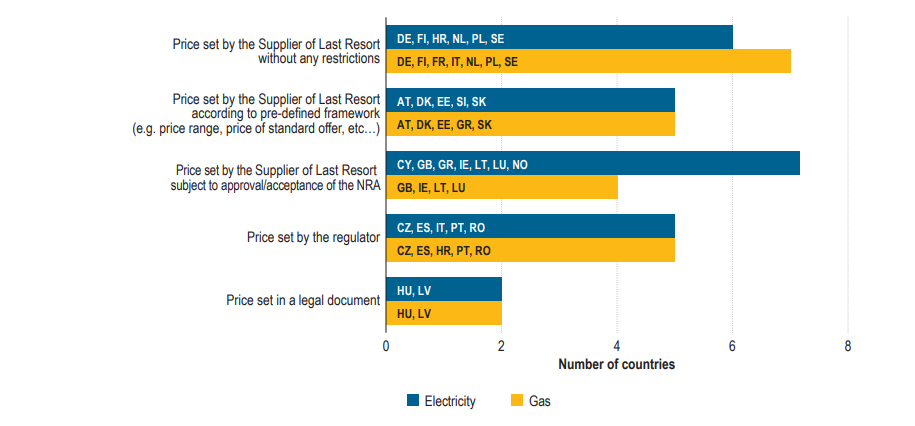 Price set by the Supplier of Last Resort
without any restrictions
DE, FI, HR, NL, PL, SE
DE, FI, FR, IT, NL, PL, SE
Price set by the Supplier of Last Resort
according to pre-defined framework
(e.g. price range, price of standard offer, etc…)
AT, DK, EE, SI, SK
AT, DK, EE, GR, SK
Price set by the Supplier of Last Resort
subject to approval/acceptance of the NRA
CY, GB, GR, IE, LT, LU, NO
GB, IE, LT, LU
Price set by the regulator
CZ, ES, IT, PT, RO
CZ, ES, HR, PT, RO
Price set in a legal document
HU, LV
HU, LV
0 2 4 6 8
Number of countries
Electricity Gas